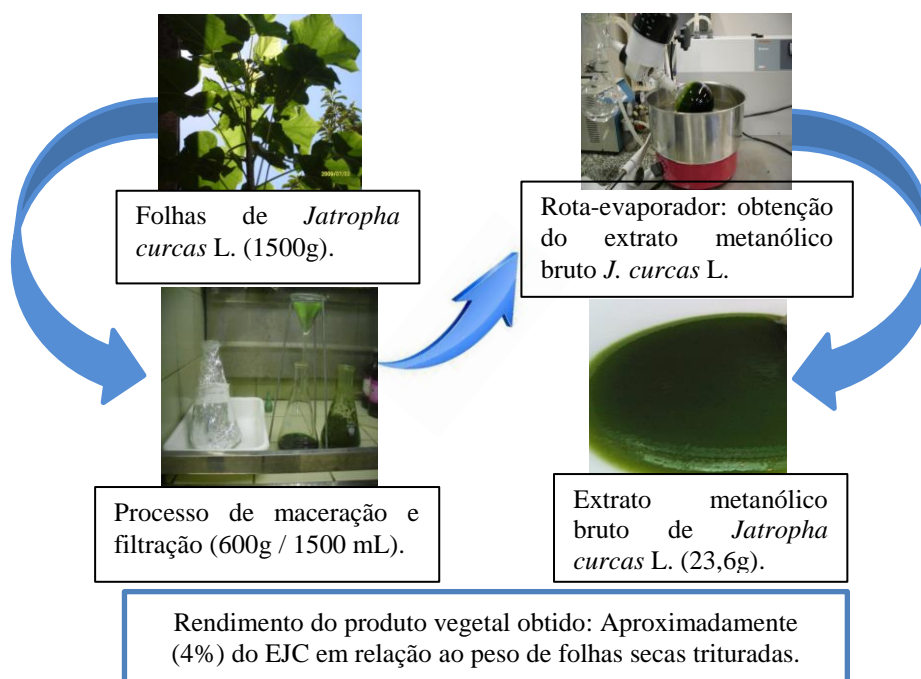 Folhas de Jatropha
curcas L. (1500g).
Processo de maceração e
filtração (600g / 1500 mL).
Rota-evaporador: obtenção
do extrato metanólico
bruto J. curcas L.
Extrato metanólico
bruto de Jatropha
curcas L. (23,6g).
Rendimento do produto vegetal obtido: Aproximadamente
(4%) do EJC em relação ao peso de folhas secas trituradas.